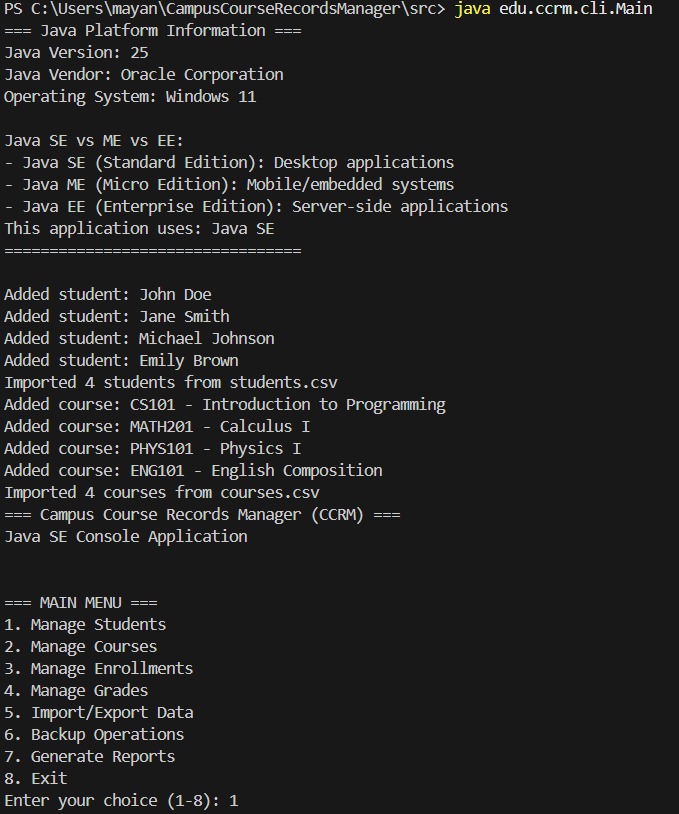 PS C:\Users\mayan\CampusCourseRecordsManager\src> java edu.ccrm.cli.Main
=== Java Platform Information ===
Java Version: 25
Java Vendor: Oracle Corporation
Operating System: Windows 11

Java SE vs ME vs EE:
- Java SE (Standard Edition): Desktop applications
- Java ME (Micro Edition): Mobile/embedded systems
- Java EE (Enterprise Edition): Server-side applications
This application uses: Java SE
=================================

Added student: John Doe
Added student: Jane Smith
Added student: Michael Johnson
Added student: Emily Brown
Imported 4 students from students.csv
Added course: CS101 - Introduction to Programming
Added course: MATH201 - Calculus I
Added course: PHYS101 - Physics I
Added course: ENG101 - English Composition
Imported 4 courses from courses.csv
=== Campus Course Records Manager (CCRM) ===
Java SE Console Application

=== MAIN MENU ===
1. Manage Students
2. Manage Courses
3. Manage Enrollments
4. Manage Grades
5. Import/Export Data
6. Backup Operations
7. Generate Reports
8. Exit
Enter your choice (1-8): 1